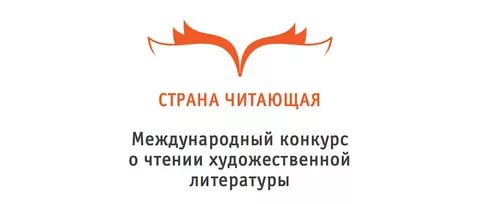 СТРАНА ЧИТАЮЩАЯ
Международный конкурс
о чтении художественной
литературы